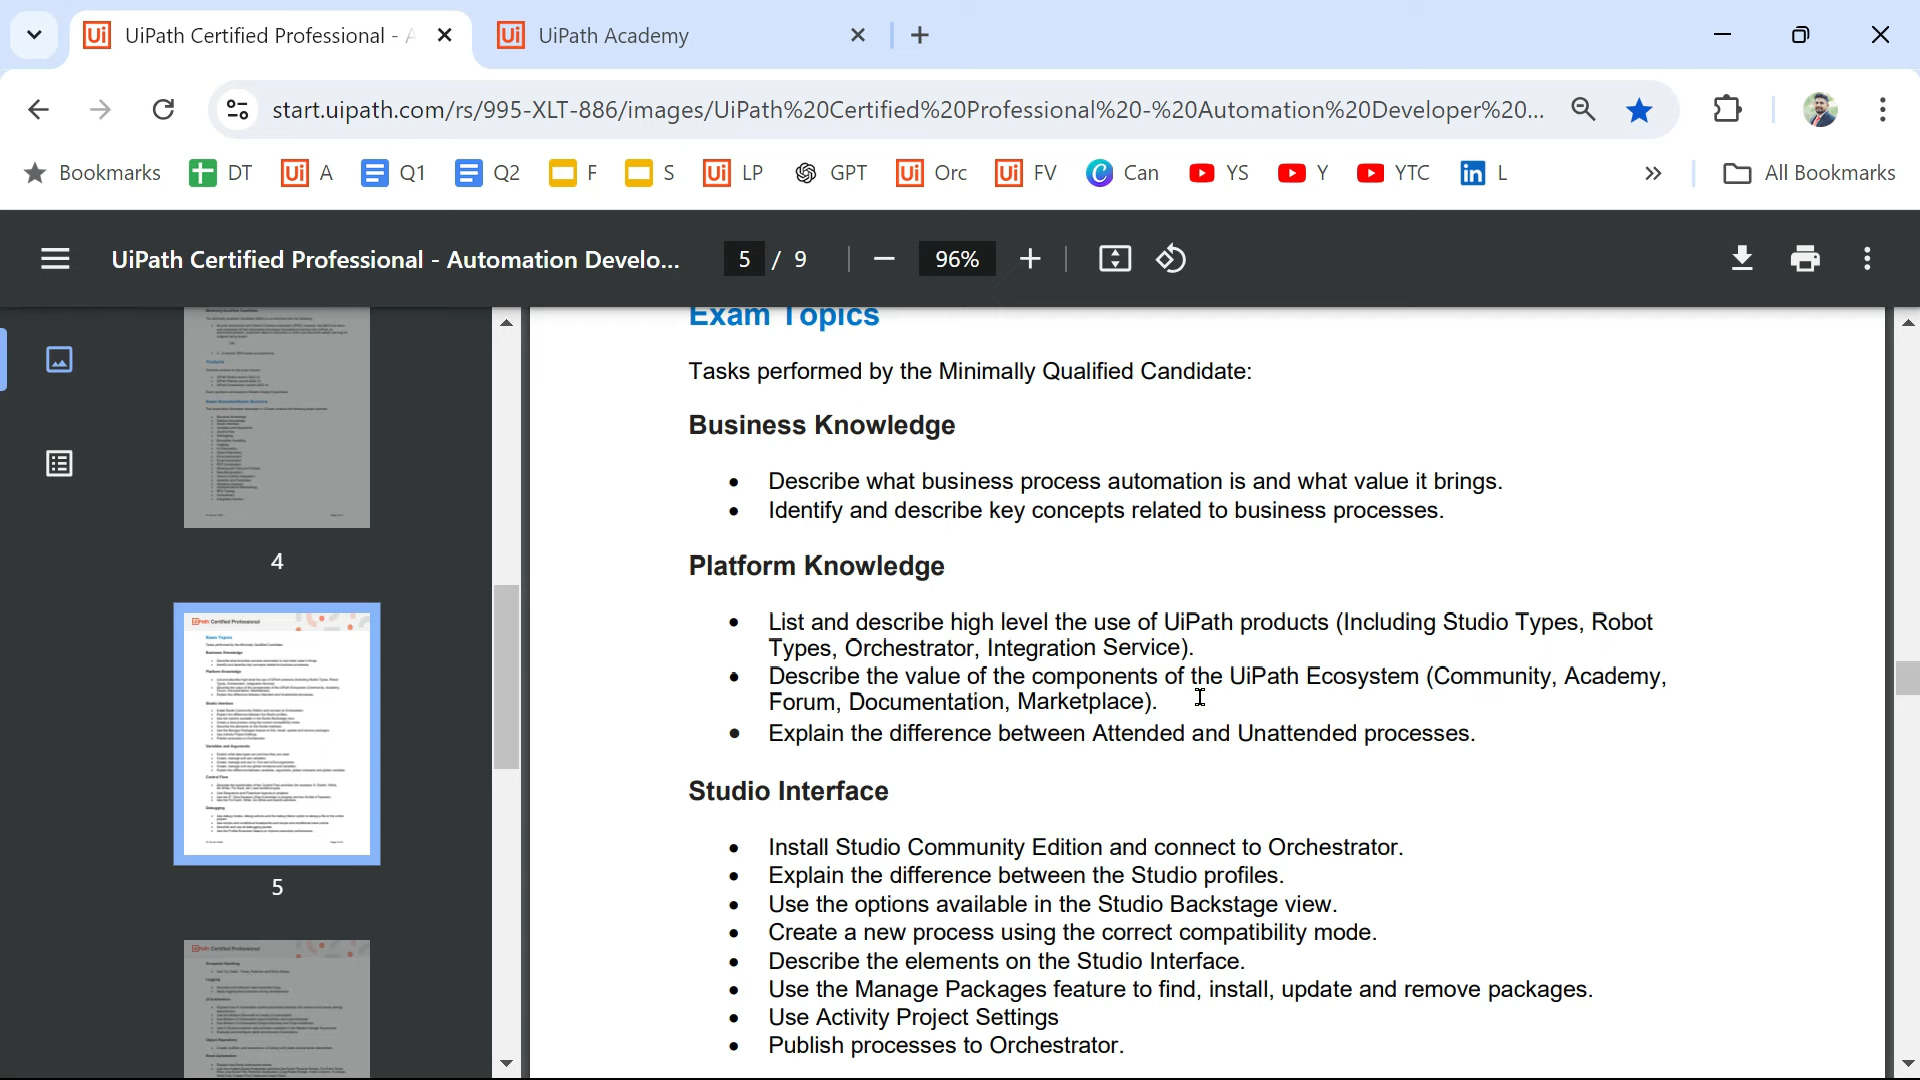 UiPath Certified Professional - A
UiPath Academy
start.uipath.com/rs/995-XLT-886/images/UiPath%20Certified%20Professional%20-%20Automation%20Developer%20...
Bookmarks DT A Q1 Q2 F S LP GPT Orc FV Can YS Y YTC L » All Bookmarks
UiPath Certified Professional - Automation Develo... 5 / 9 96%
4
5
Exam Topics
Tasks performed by the Minimally Qualified Candidate:
Business Knowledge
• Describe what business process automation is and what value it brings.
• Identify and describe key concepts related to business processes.
Platform Knowledge
• List and describe high level the use of UiPath products (Including Studio Types, Robot
Types, Orchestrator, Integration Service).
• Describe the value of the components of the UiPath Ecosystem (Community, Academy,
Forum, Documentation, Marketplace).
• Explain the difference between Attended and Unattended processes.
Studio Interface
• Install Studio Community Edition and connect to Orchestrator.
• Explain the difference between the Studio profiles.
• Use the options available in the Studio Backstage view.
• Create a new process using the correct compatibility mode.
• Describe the elements on the Studio Interface.
• Use the Manage Packages feature to find, install, update and remove packages.
• Use Activity Project Settings
• Publish processes to Orchestrator.